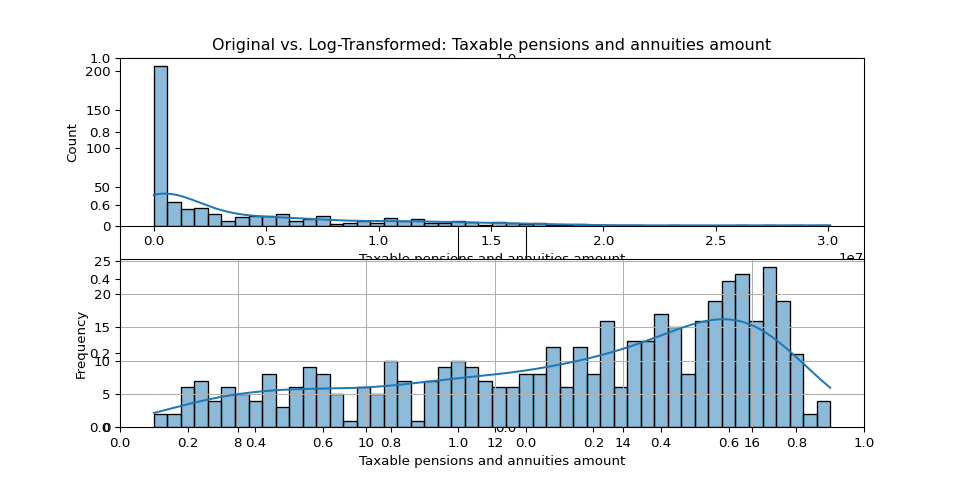 Original vs. Log-Transformed: Taxable pensions and annuities amount
1.0
1.0
200
150
0.8
100
50
0.6
0
Count
0.0 0.5 1.0 1.5 2.0 2.5 3.0
Taxable pensions and annuities amount
1e7
25
0.4
20
15
0.2
10
5
0.0
0
Frequency
0.0
0.0 0.2 8 0.4 0.6 10 0.8 1.0 12 0.0 0.2 14 0.4 0.6 16 0.8 1.0
Taxable pensions and annuities amount